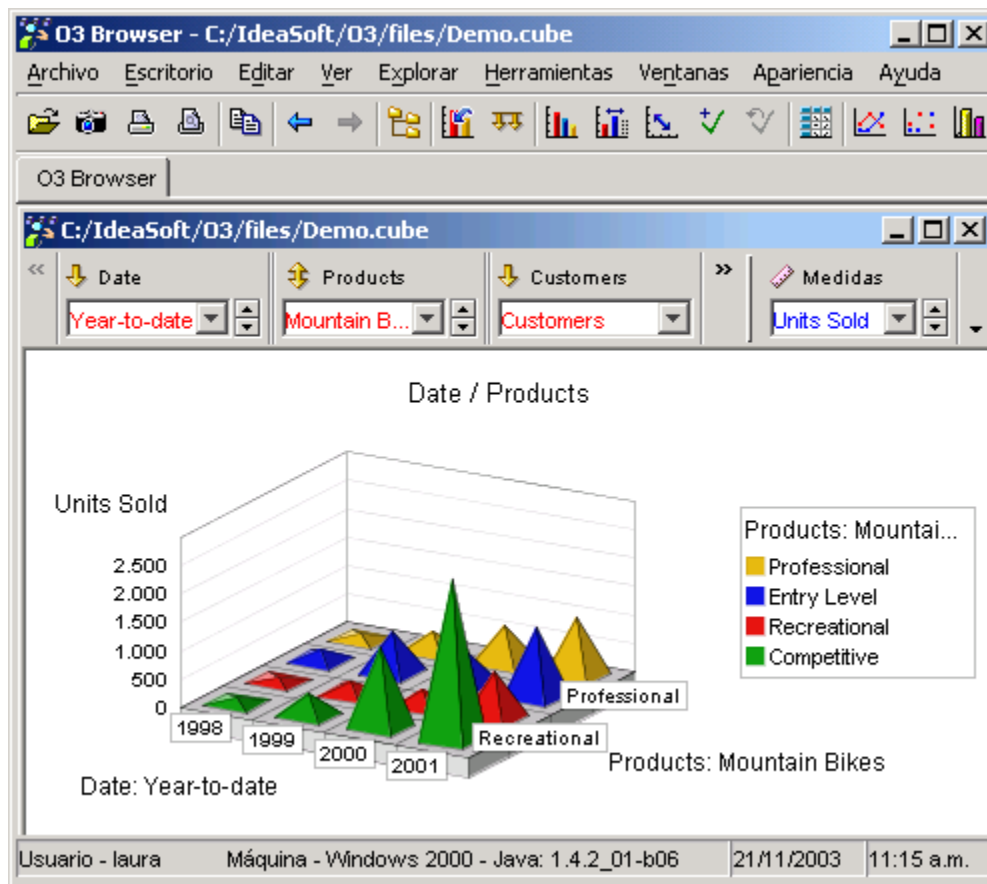 O3 Browser - C:/IdeaSoft/O3/files/Demo.cube
Archivo Escritorio Editar Ver Explorar Herramientas Ventanas Apariencia Ayuda
O3 Browser
C:/IdeaSoft/O3/files/Demo.cube
Date Products Customers Medidas
Year-to-date Mountain B... Customers Units Sold
Date / Products
Units Sold
2.500
2.000
1.500
1.000
500
0
1998
1999
2000
2001
Recreational
Professional
Date: Year-to-date
Products: Mountain Bikes
Products: Mountai...
Professional
Entry Level
Recreational
Competitive
Usuario - laura Máquina - Windows 2000 - Java: 1.4.2_01-b06 21/11/2003 11:15 a.m.